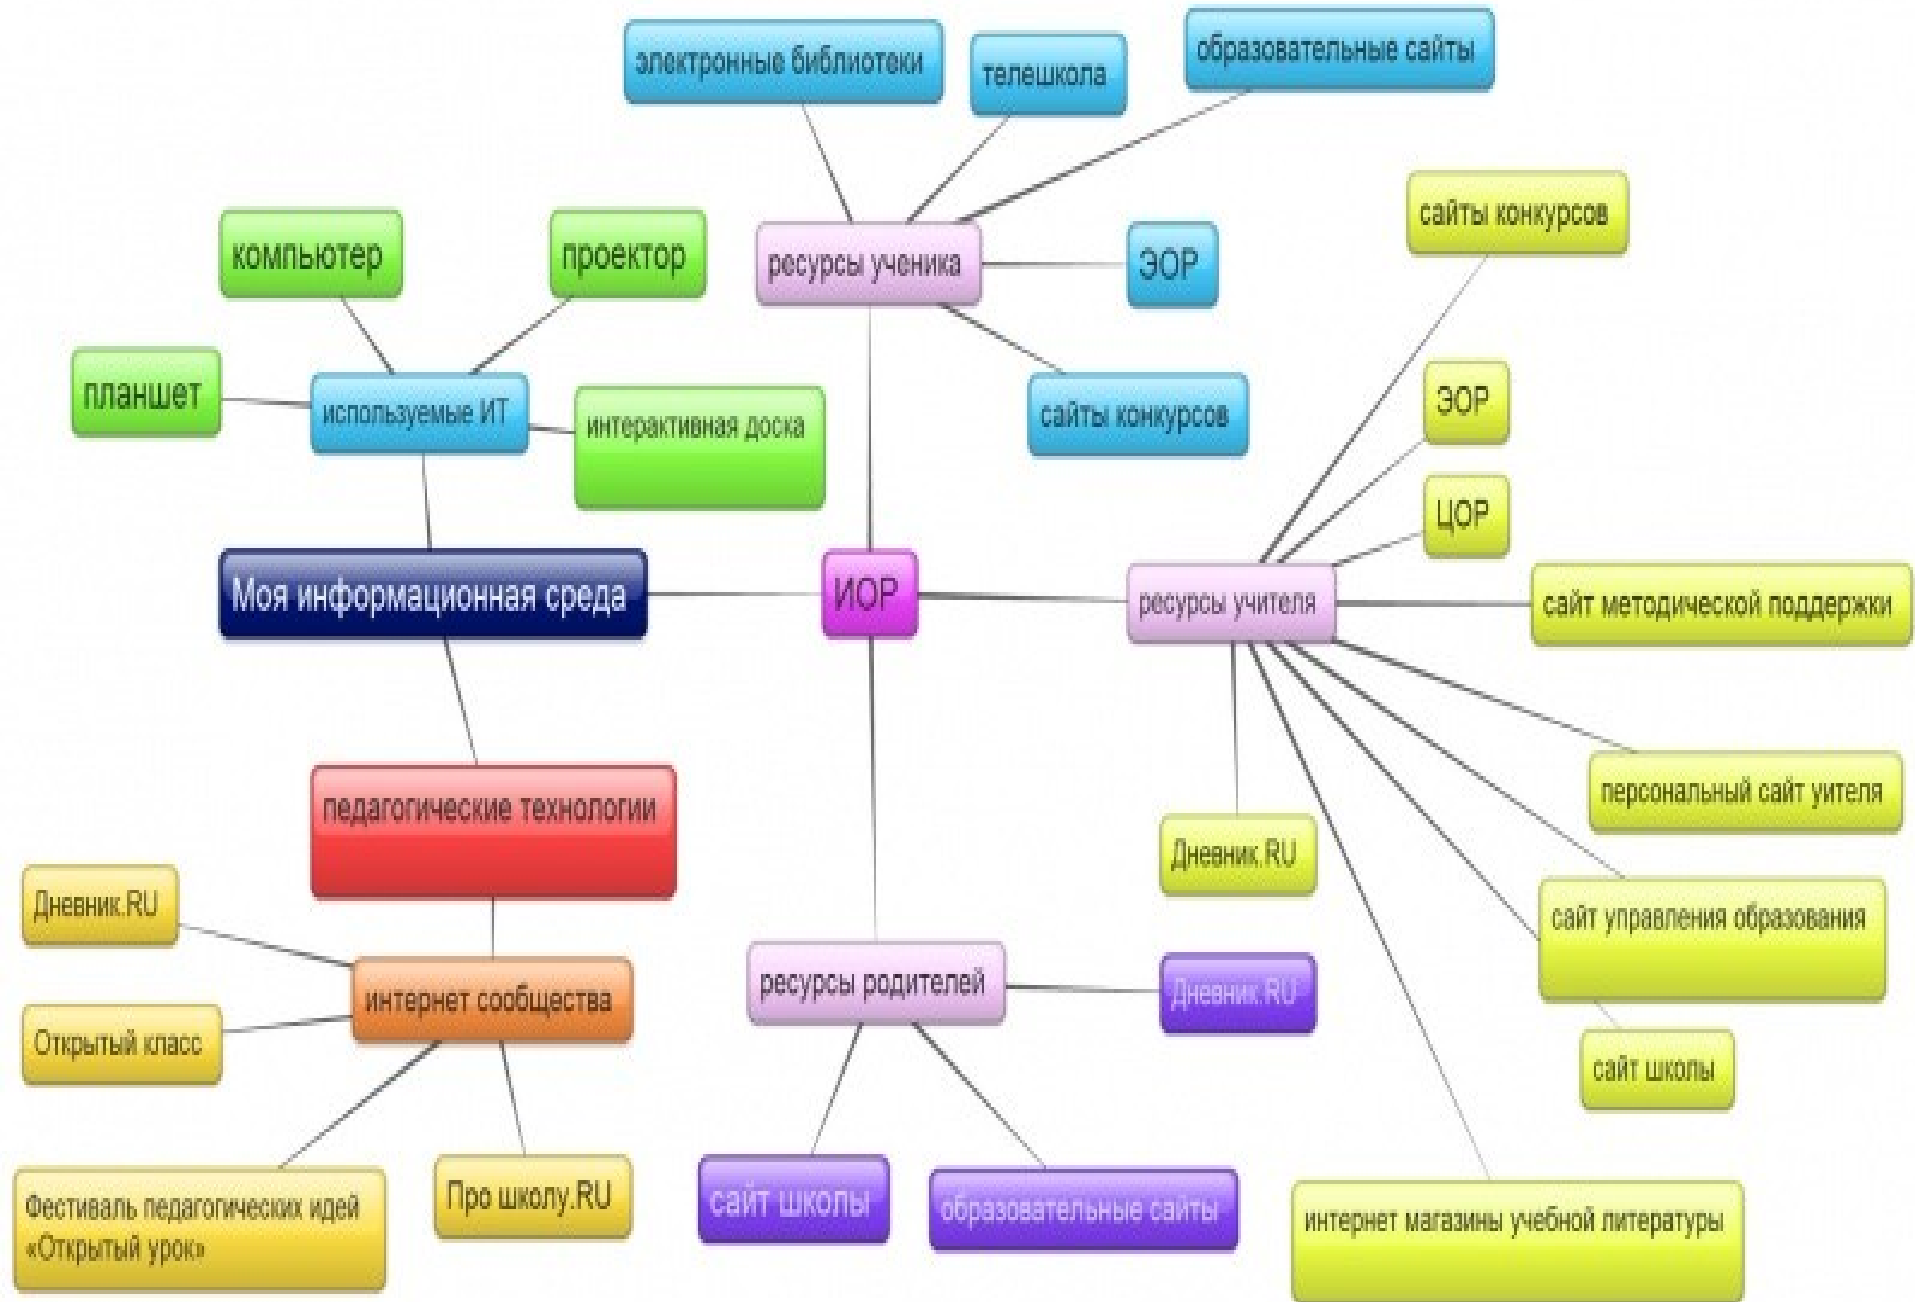 электронные библиотеки
телешкола
образовательные сайты
сайты конкурсов
компьютер
проектор
ресурсы ученика
ЭОР
планшет
используемые ИТ
интерактивная доска
сайты конкурсов
ЭОР
ЦОР
Моя информационная среда
ИОР
ресурсы учителя
сайт методической поддержки
педагогические технологии
персональный сайт уителя
Дневник.RU
Дневник.RU
сайт управления образования
интернет сообщества
ресурсы родителей
Дневник.RU
Открытый класс
сайт школы
Фестиваль педагогических идей
«Открытый урок»
Про школу.RU
сайт школы
образовательные сайты
интернет магазины учебной литературы